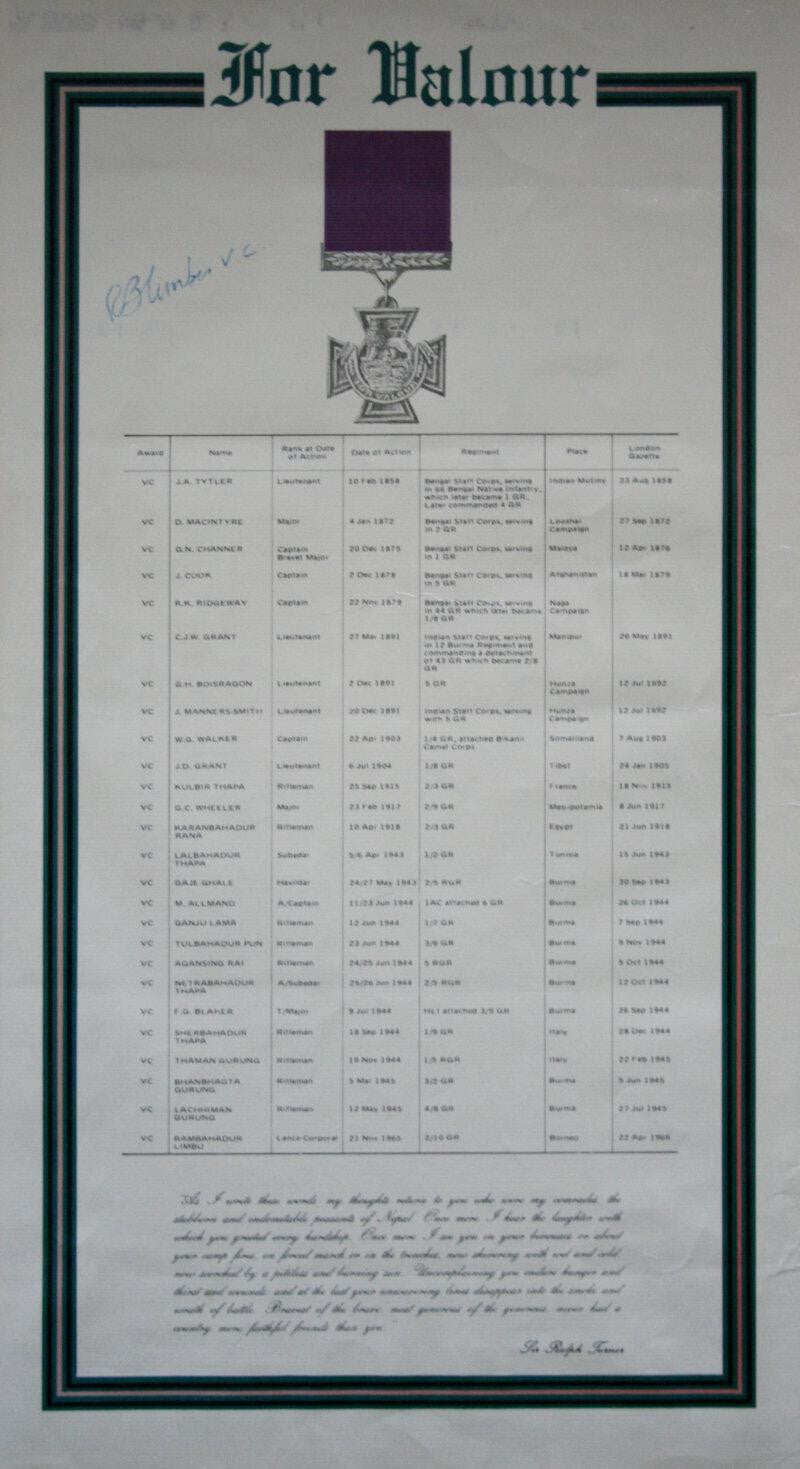 For Valour
V C
FOR VALOUR
Award Name Rank at Date of Action Date of Action Regiment Place London Gazette
VC J.A. TYTLER Lieutenant 10 Feb 1858 Bengal Staff Corps, serving in 66 Bengal Native Infantry, which later became 1 GR. Later commanded 4 GR Indian Mutiny 23 Aug 1858
VC D. MACINTYRE Major 4 Jan 1872 Bengal Staff Corps, serving in 2 GR Looshai Campaign 27 Sep 1872
VC G.N. CHANNER Captain Brevet Major 20 Dec 1875 Bengal Staff Corps, serving in 1 GR Malaya 12 Apr 1876
VC J. COOK Captain 2 Dec 1878 Bengal Staff Corps, serving in 5 GR Afghanistan 18 Mar 1879
VC R.K. RIDGEWAY Captain 22 Nov 1879 Bengal Staff Corps, serving in 44 GR which later became 1/8 GR Naga Campaign
VC C.J.W. GRANT Lieutenant 27 Mar 1891 Indian Staff Corps, serving in 12 Burma Regiment and commanding a detachment of 43 GR which became 2/8 GR Manipur 26 May 1891
VC G.H. BOISRAGON Lieutenant 2 Dec 1891 5 GR Hunza Campaign 12 Jul 1892
VC J. MANNERS-SMITH Lieutenant 20 Dec 1891 Indian Staff Corps, serving with 5 GR Hunza Campaign 12 Jul 1892
VC W.G. WALKER Captain 22 Apr 1903 1/4 GR, attached Bikanir Camel Corps Somaliland 7 Aug 1903
VC J.D. GRANT Lieutenant 6 Jul 1904 1/8 GR Tibet 24 Jan 1905
VC KULBIR THAPA Rifleman 25 Sep 1915 2/3 GR France 18 Nov 1915
VC G.C. WHEELER Major 23 Feb 1917 2/9 GR Mesopotamia 8 Jun 1917
VC KARANBAHADUR RANA Rifleman 10 Apr 1918 2/3 GR Egypt 21 Jun 1918
VC LALBAHADUR THAPA Subedar 5/6 Apr 1943 1/2 GR Tunisia 15 Jun 1943
VC GAJE GHALE Havildar 24/27 May 1943 2/5 RGR Burma 30 Sep 1943
VC M. ALLMAND A/Captain 11/23 Jun 1944 IAC attached 6 GR Burma 26 Oct 1944
VC GANJU LAMA Rifleman 12 Jun 1944 1/7 GR Burma 7 Sep 1944
VC TULBAHADUR PUN Rifleman 23 Jun 1944 3/6 GR Burma 9 Nov 1944
VC AGANSING RAI Rifleman 24/25 Jun 1944 5 RGR Burma 5 Oct 1944
VC NETRABAHADUR THAPA A/Subedar 25/26 Jun 1944 2/5 RGR Burma 12 Oct 1944
VC F.G. BLAKER T/Major 9 Jul 1944 HLI attached 3/9 GR Burma 26 Sep 1944
VC SHERBAHADUR THAPA Rifleman 18 Sep 1944 1/9 GR Italy 28 Dec 1944
VC THAMAN GURUNG Rifleman 19 Nov 1944 1/5 RGR Italy 22 Feb 1945
VC BHANBHAGTA GURUNG Rifleman 5 Mar 1945 3/2 GR Burma 5 Jun 1945
VC LACHHIMAN GURUNG Rifleman 12 May 1945 4/8 GR Burma 27 Jul 1945
VC RAMBAHADUR LIMBU Lance-Corporal 21 Nov 1965 2/10 GR Borneo 22 Apr 1966
"As I write these words my thoughts return to you who were my comrades, the
stubborn and indomitable peasants of Nepal. Once more I hear the laughter with
which you greeted every hardship. Once more I see you in your bivouacs or about
your camp fires, on forced march or in the trenches, now shivering with wet and cold,
now scorched by a pitiless and burning sun. Uncomplaining you endure hunger and
thirst and wounds; and at the last your unwavering lines disappear into the smoke and
wrath of battle. Bravest of the brave, most generous of the generous, never had a
country more faithful friends than you."
Sir Ralph Turner